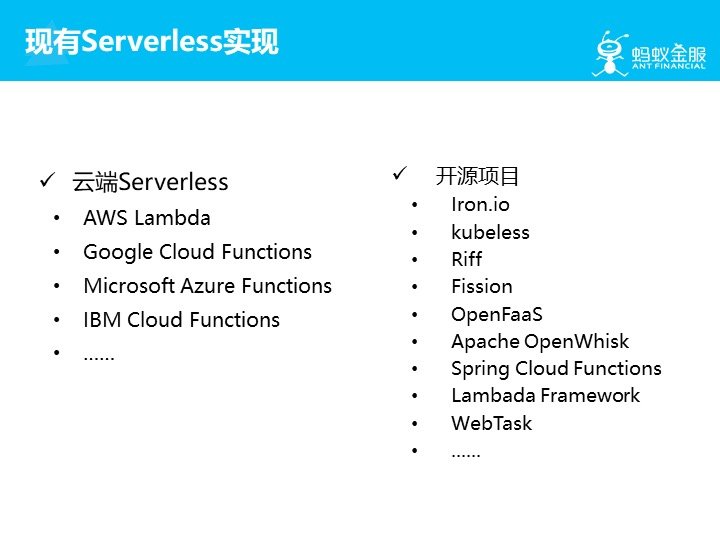 现有Serverless实现
蚂蚁金服
ANT FINANCIAL
✓ 云端Serverless
• AWS Lambda
• Google Cloud Functions
• Microsoft Azure Functions
• IBM Cloud Functions
• ……
✓ 开源项目
• Iron.io
• kubeless
• Riff
• Fission
• OpenFaaS
• Apache OpenWhisk
• Spring Cloud Functions
• Lambada Framework
• WebTask
• ……